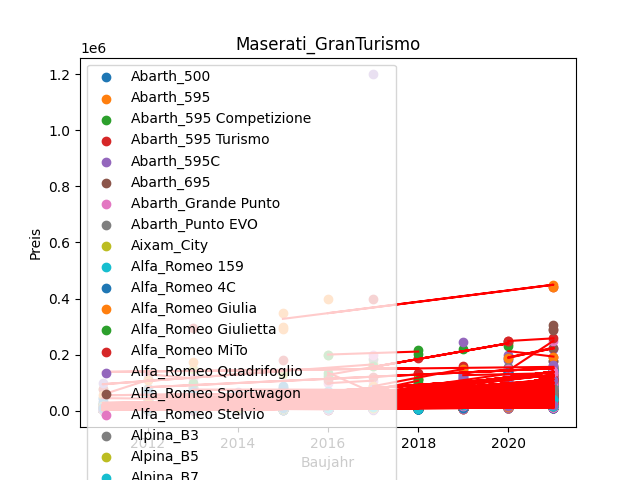 Maserati_GranTurismo
1e6
1.2
1.0
0.8
0.6
0.4
0.2
0.0
Preis
Abarth_500
Abarth_595
Abarth_595 Competizione
Abarth_595 Turismo
Abarth_595C
Abarth_695
Abarth_Grande Punto
Abarth_Punto EVO
Aixam_City
Alfa_Romeo 159
Alfa_Romeo 4C
Alfa_Romeo Giulia
Alfa_Romeo Giulietta
Alfa_Romeo MiTo
Alfa_Romeo Quadrifoglio
Alfa_Romeo Sportwagon
Alfa_Romeo Stelvio
Alpina_B3
Alpina_B5
Alpina_B7
2012 2014 2016 2018 2020
Baujahr